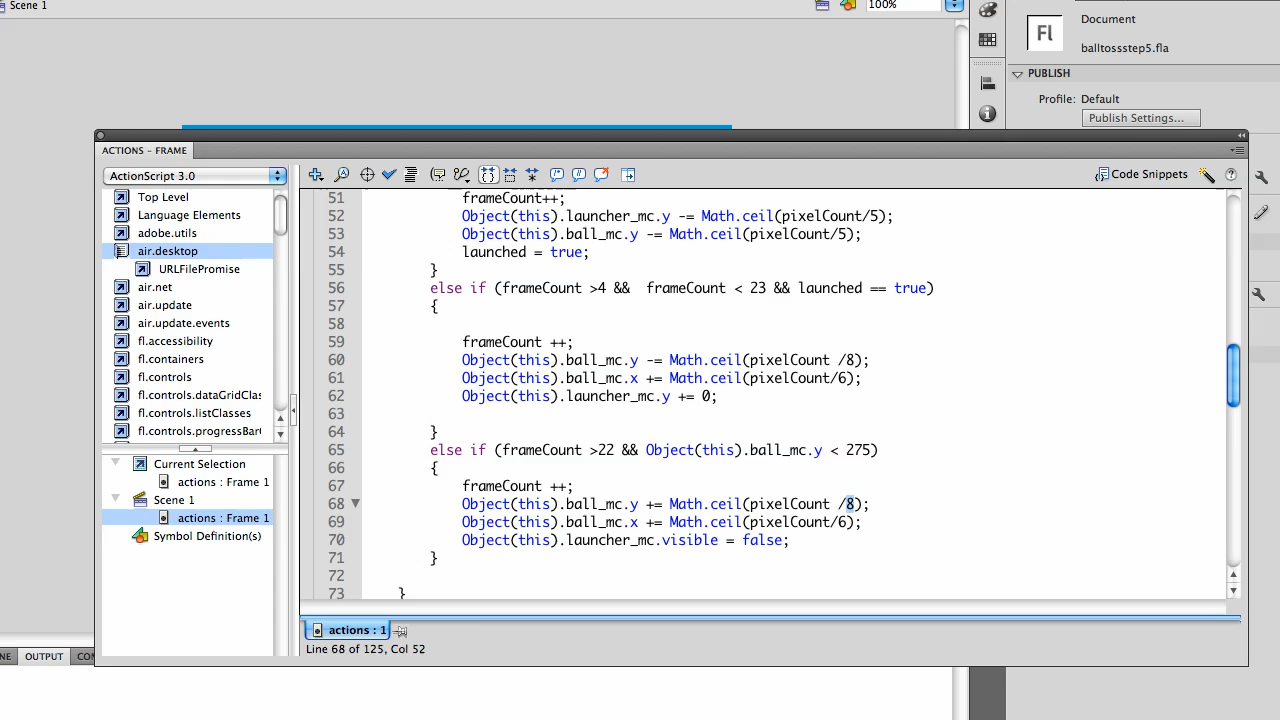 Scene 1
100%
Document
Fl
balltossstep5.fla
PUBLISH
Profile: Default
Publish Settings...
ACTIONS - FRAME
ActionScript 3.0
Code Snippets
Top Level
Language Elements
adobe.utils
air.desktop
URLFilePromise
air.net
air.update
air.update.events
fl.accessibility
fl.containers
fl.controls
fl.controls.dataGridClas
fl.controls.listClasses
fl.controls.progressBar
Current Selection
actions : Frame 1
Scene 1
actions : Frame 1
Symbol Definition(s)
51 frameCount++;
52 Object(this).launcher_mc.y -= Math.ceil(pixelCount/5);
53 Object(this).ball_mc.y -= Math.ceil(pixelCount/5);
54 launched = true;
55 }
56 else if (frameCount >4 &&  frameCount < 23 && launched == true)
57 {
58
59 frameCount ++;
60 Object(this).ball_mc.y -= Math.ceil(pixelCount /8);
61 Object(this).ball_mc.x += Math.ceil(pixelCount/6);
62 Object(this).launcher_mc.y += 0;
63
64 }
65 else if (frameCount >22 && Object(this).ball_mc.y < 275)
66 {
67 frameCount ++;
68 Object(this).ball_mc.y += Math.ceil(pixelCount /8);
69 Object(this).ball_mc.x += Math.ceil(pixelCount/6);
70 Object(this).launcher_mc.visible = false;
71 }
72
73 }
actions : 1
Line 68 of 125, Col 52
NE OUTPUT CO